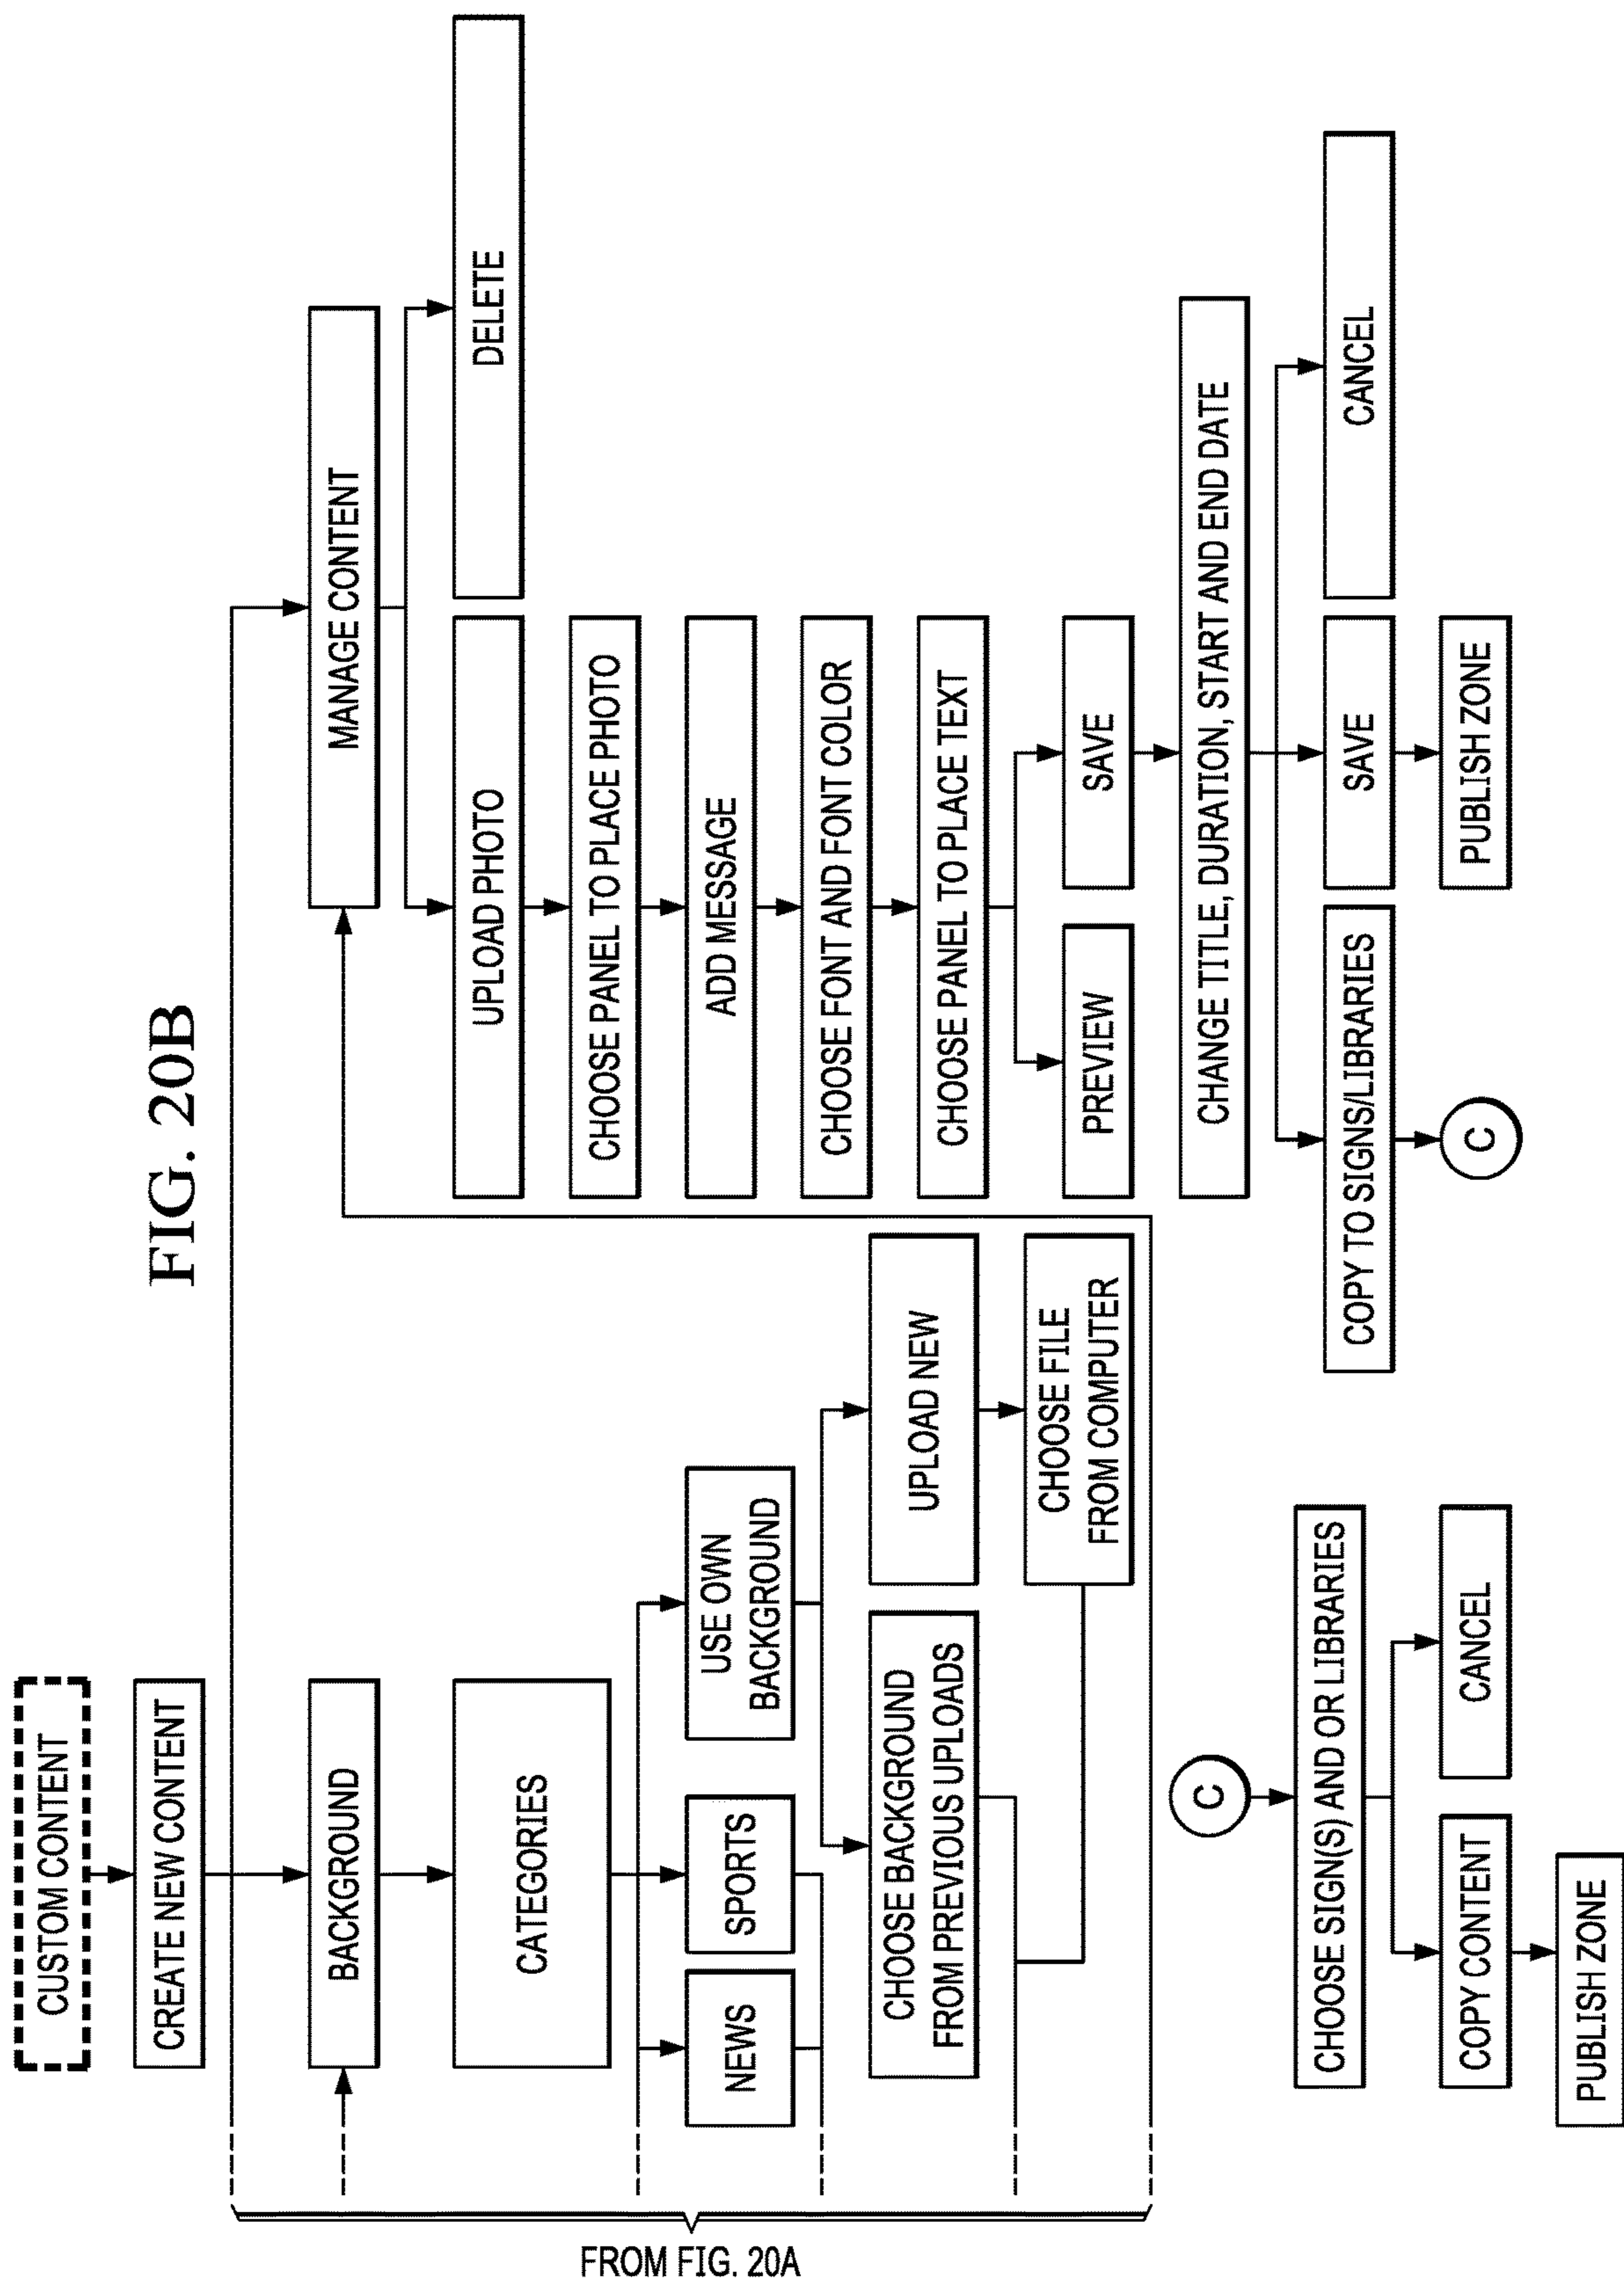 FIG. 20B
CUSTOM CONTENT
CREATE NEW CONTENT
BACKGROUND
MANAGE CONTENT
CATEGORIES
UPLOAD PHOTO
DELETE
CHOOSE PANEL TO PLACE PHOTO
NEWS
SPORTS
USE OWN
BACKGROUND
ADD MESSAGE
CHOOSE FONT AND FONT COLOR
CHOOSE BACKGROUND
FROM PREVIOUS UPLOADS
UPLOAD NEW
CHOOSE PANEL TO PLACE TEXT
CHOOSE FILE
FROM COMPUTER
PREVIEW
SAVE
CHANGE TITLE, DURATION, START AND END DATE
C
CHOOSE SIGN(S) AND OR LIBRARIES
COPY TO SIGNS/LIBRARIES
SAVE
CANCEL
COPY CONTENT
CANCEL
C
PUBLISH ZONE
PUBLISH ZONE
FROM FIG. 20A